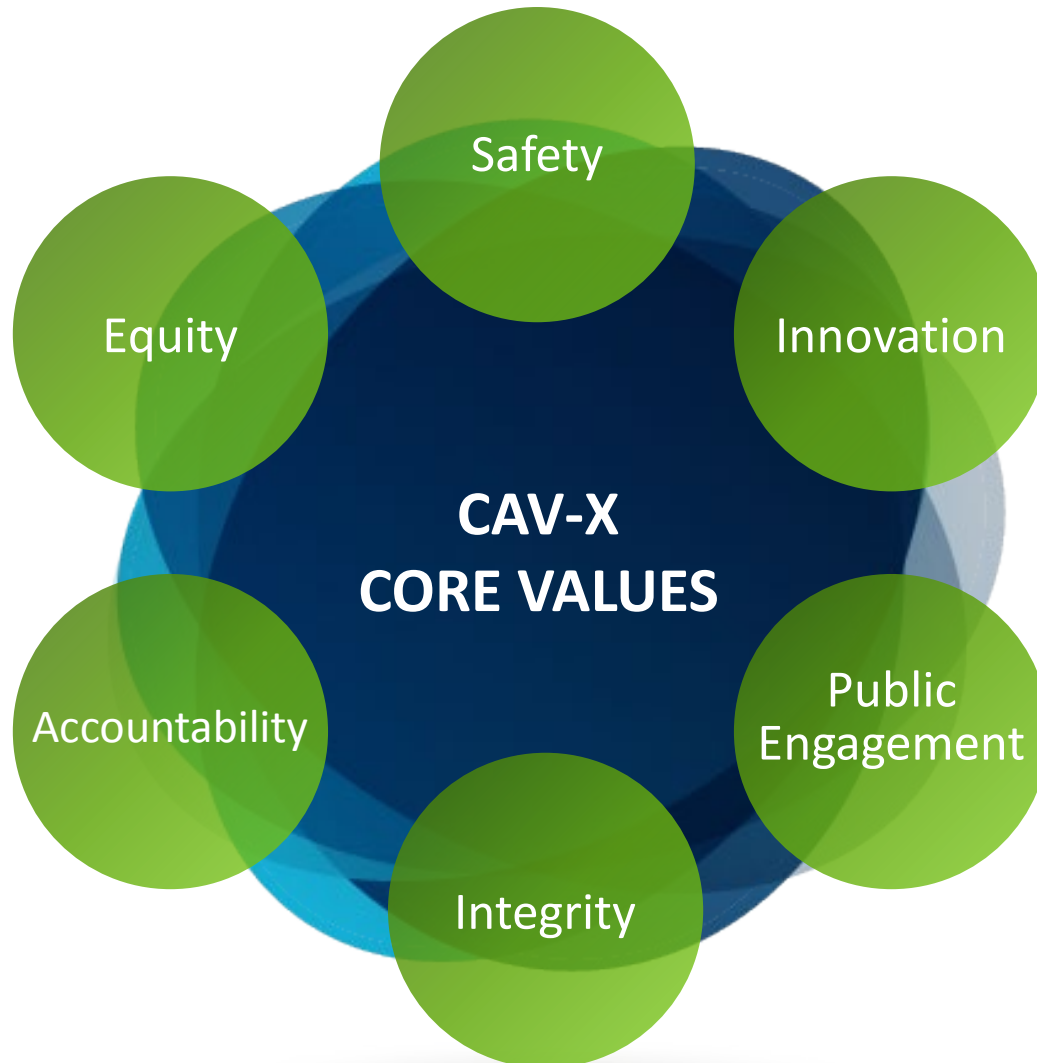 Safety
Equity
Innovation
CAV-X
CORE VALUES
Accountability
Public
Engagement
Integrity